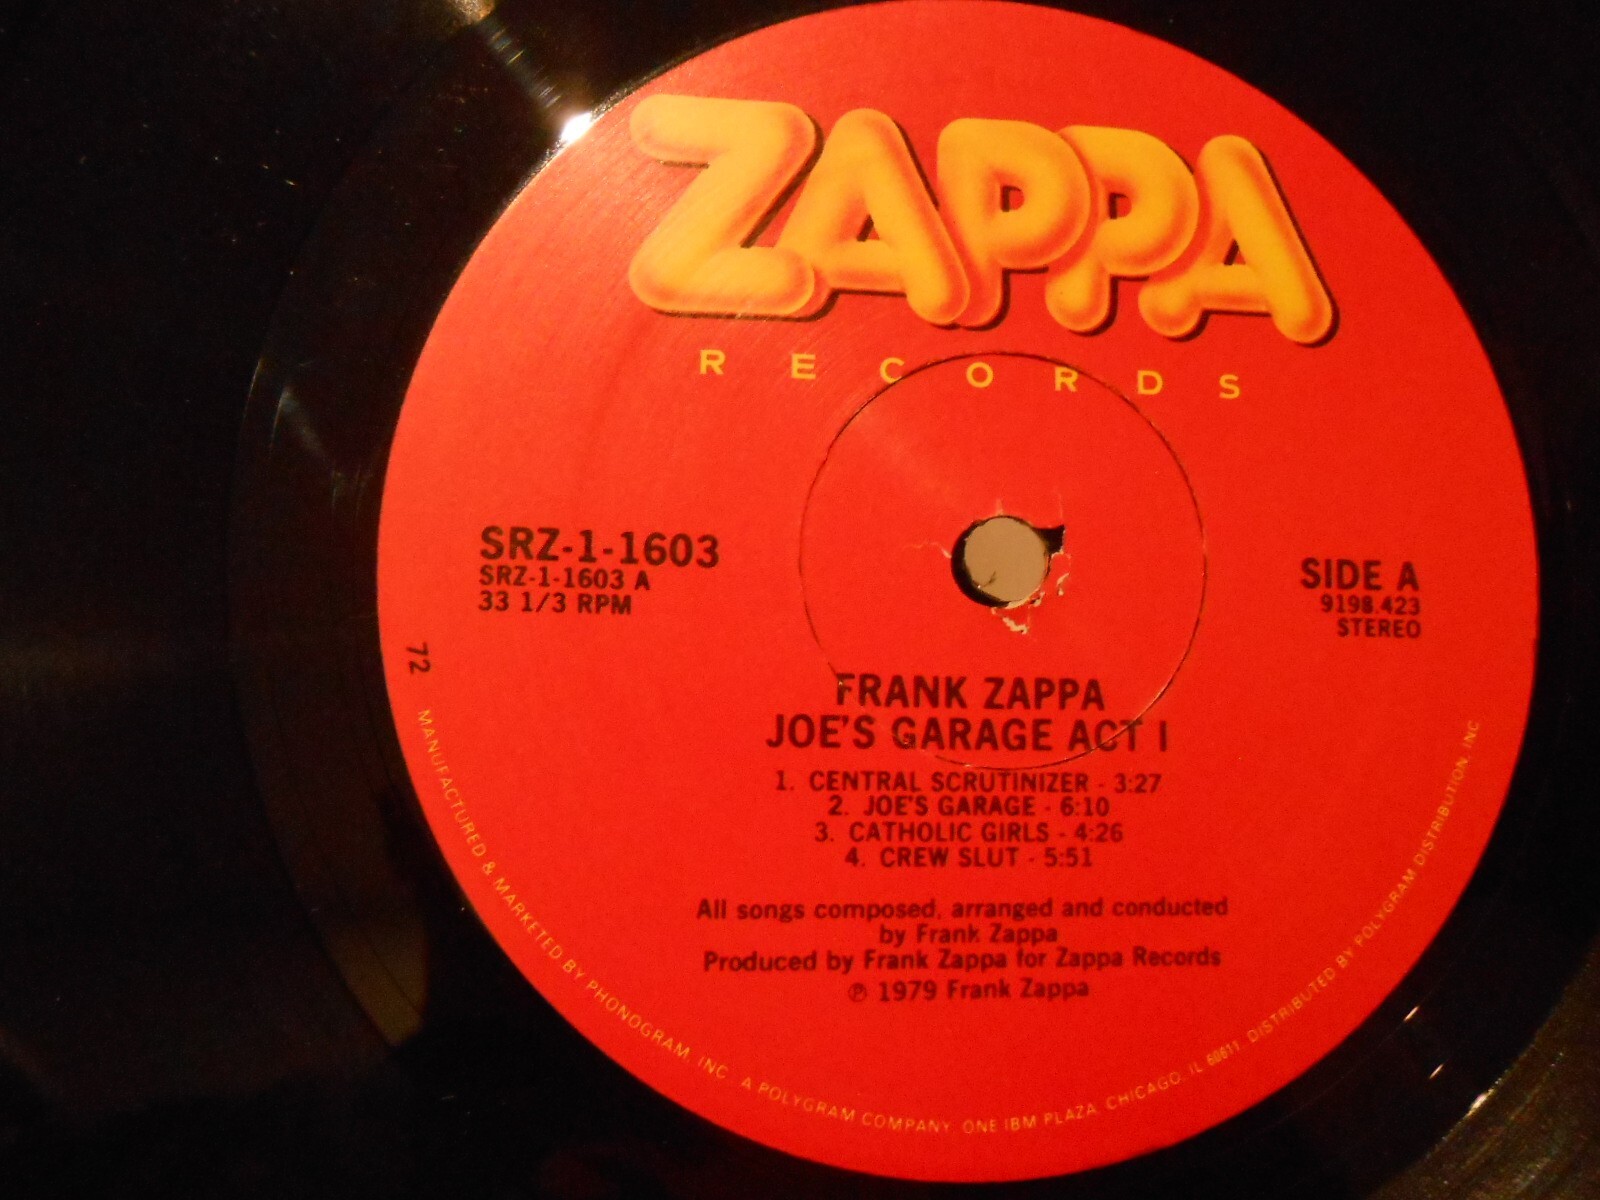 ZAPPA
RECORDS
SRZ-1-1603
SRZ-1-1603 A
33 1/3 RPM
SIDE A
9198.423
STEREO
72
FRANK ZAPPA
JOE'S GARAGE ACT I
1. CENTRAL SCRUTINIZER - 3:27
2. JOE'S GARAGE - 6:10
3. CATHOLIC GIRLS - 4:26
4. CREW SLUT - 5:51
All songs composed, arranged and conducted
by Frank Zappa
Produced by Frank Zappa for Zappa Records
℗ 1979 Frank Zappa
MANUFACTURED & MARKETED BY PHONOGRAM, INC. A POLYGRAM COMPANY. ONE IBM PLAZA. CHICAGO, IL 60611. DISTRIBUTED BY POLYGRAM DISTRIBUTION, INC